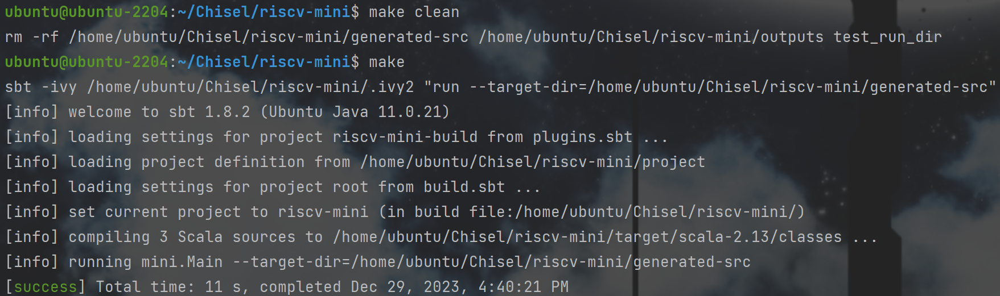 ubuntu@ubuntu-2204:~/Chisel/riscv-mini$ make clean
rm -rf /home/ubuntu/Chisel/riscv-mini/generated-src /home/ubuntu/Chisel/riscv-mini/outputs test_run_dir
ubuntu@ubuntu-2204:~/Chisel/riscv-mini$ make
sbt -ivy /home/ubuntu/Chisel/riscv-mini/.ivy2 "run --target-dir=/home/ubuntu/Chisel/riscv-mini/generated-src"
[info] welcome to sbt 1.8.2 (Ubuntu Java 11.0.21)
[info] loading settings for project riscv-mini-build from plugins.sbt ...
[info] loading project definition from /home/ubuntu/Chisel/riscv-mini/project
[info] loading settings for project root from build.sbt ...
[info] set current project to riscv-mini (in build file:/home/ubuntu/Chisel/riscv-mini/)
[info] compiling 3 Scala sources to /home/ubuntu/Chisel/riscv-mini/target/scala-2.13/classes ...
[info] running mini.Main --target-dir=/home/ubuntu/Chisel/riscv-mini/generated-src
[success] Total time: 11 s, completed Dec 29, 2023, 4:40:21 PM